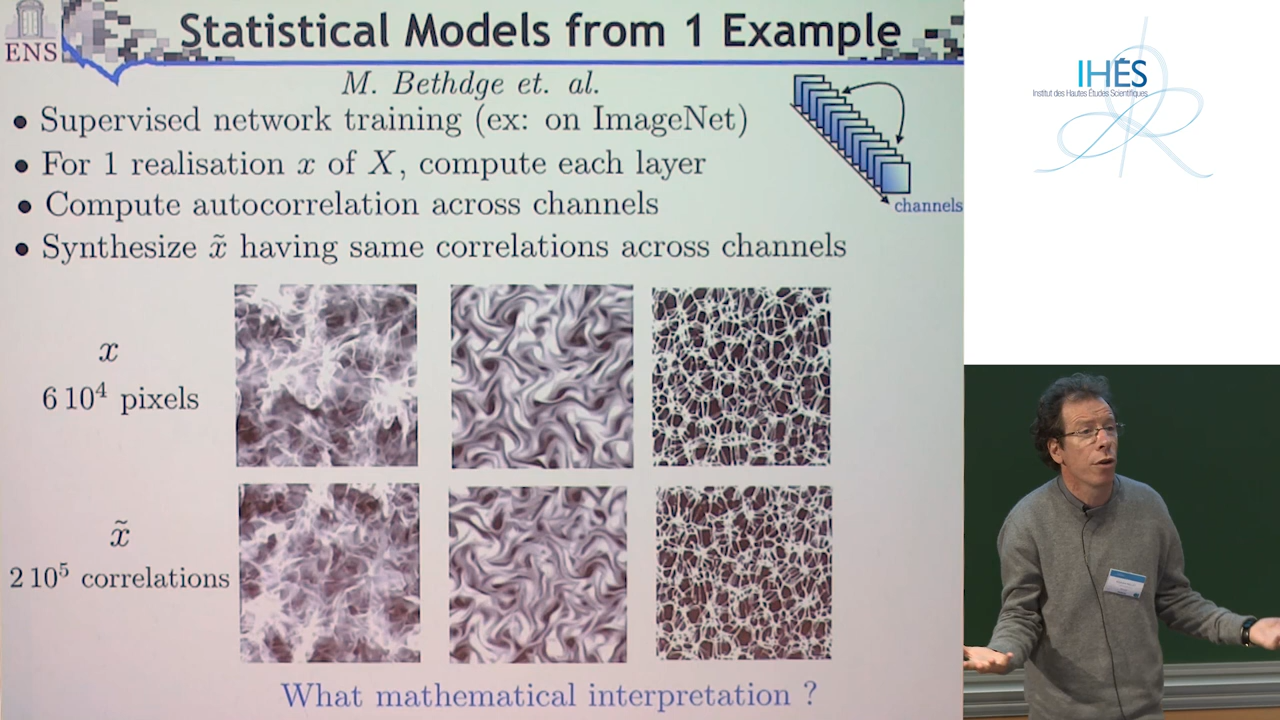 ENS
Statistical Models from 1 Example
M. Bethdge et. al.
• Supervised network training (ex: on ImageNet)
• For 1 realisation x of X, compute each layer
• Compute autocorrelation across channels
• Synthesize x̃ having same correlations across channels
channels
x
6 10⁴ pixels
x̃
2 10⁵ correlations
What mathematical interpretation ?
IHÉS
Institut des Hautes Études Scientifiques